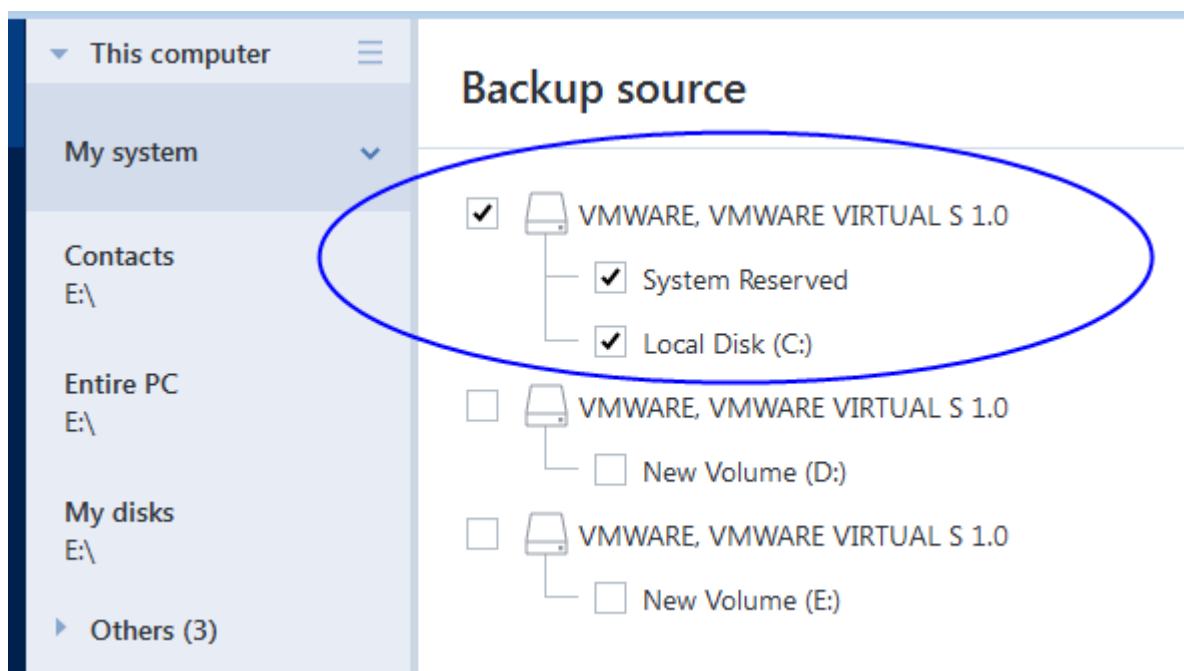 This computer
My system
Contacts
E:\
Entire PC
E:\
My disks
E:\
Others (3)
Backup source
VMWARE, VMWARE VIRTUAL S 1.0
System Reserved
Local Disk (C:)
VMWARE, VMWARE VIRTUAL S 1.0
New Volume (D:)
VMWARE, VMWARE VIRTUAL S 1.0
New Volume (E:)